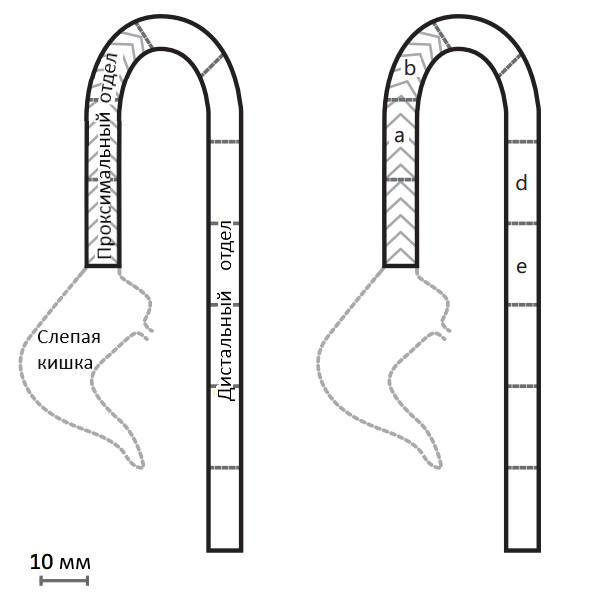 Проксимальный отдел
Дистальный отдел
Слепая
кишка
10 мм
b
a
d
e